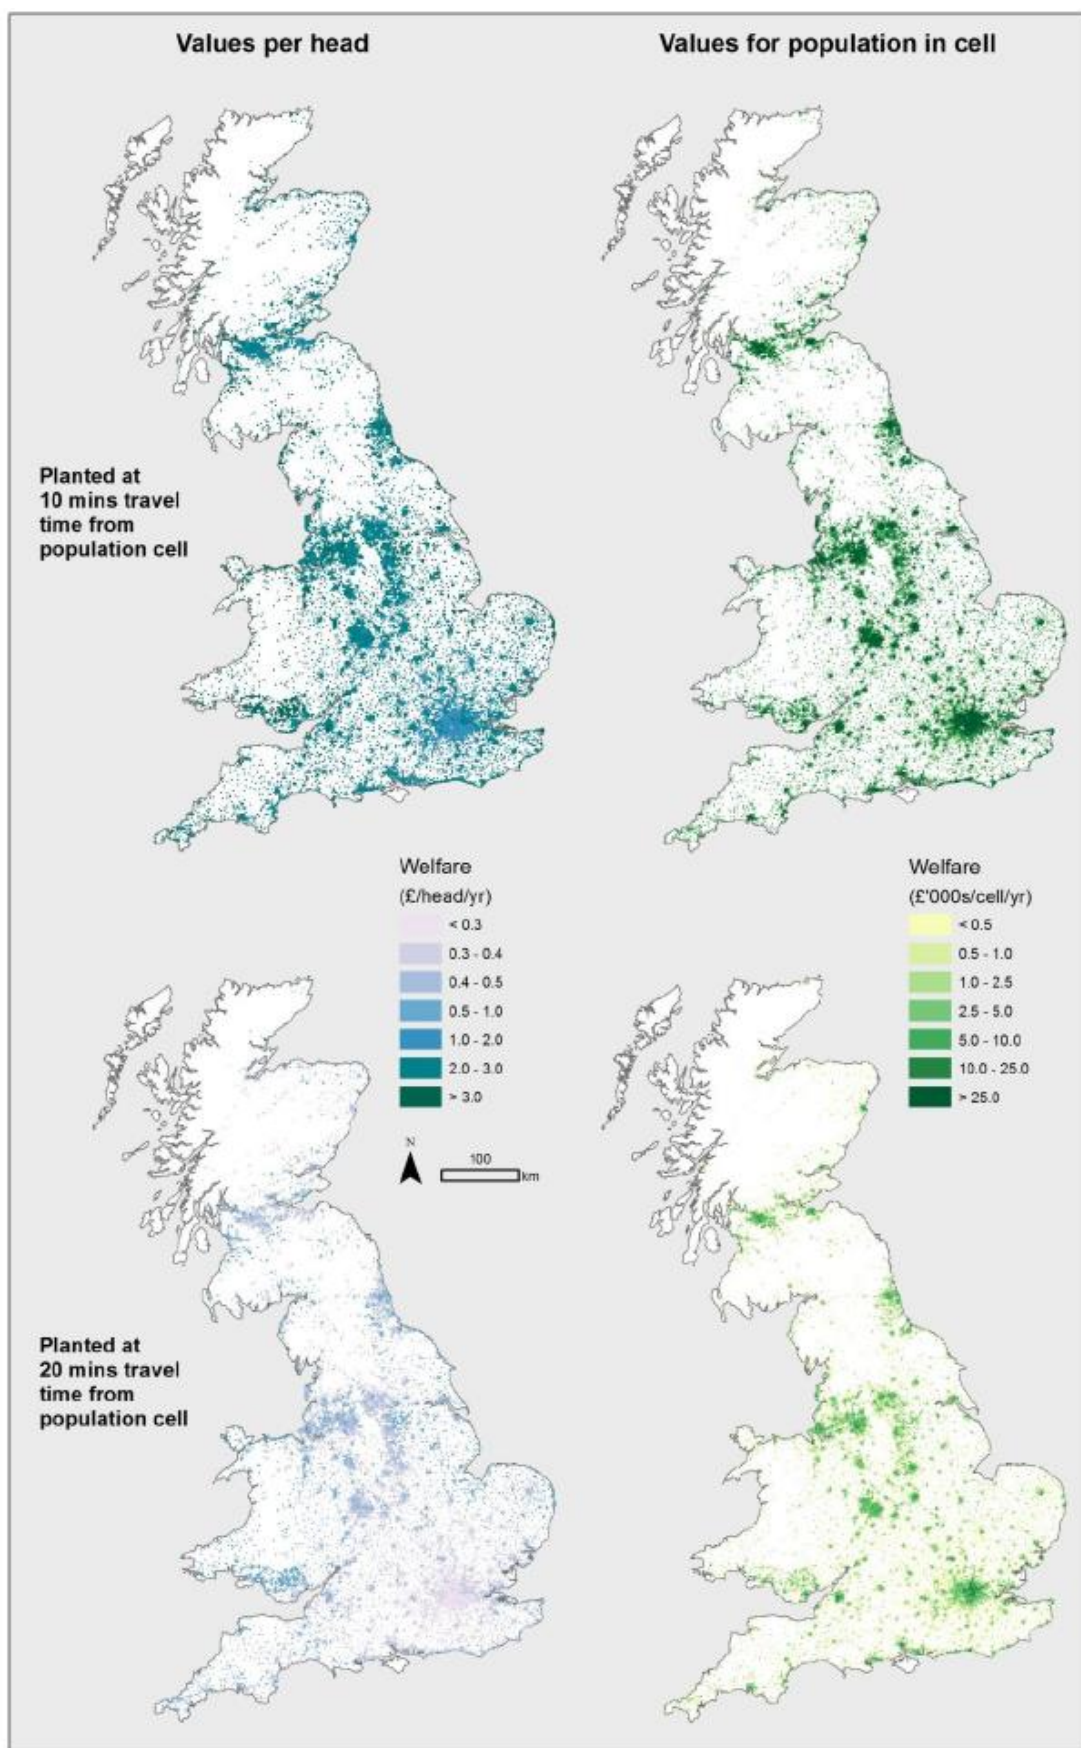 Values per head
Values for population in cell
Planted at
10 mins travel
time from
population cell
Welfare
(£/head/yr)
< 0.3
0.3 - 0.4
0.4 - 0.5
0.5 - 1.0
1.0 - 2.0
2.0 - 3.0
> 3.0
N
100
km
Welfare
(£'000s/cell/yr)
< 0.5
0.5 - 1.0
1.0 - 2.5
2.5 - 5.0
5.0 - 10.0
10.0 - 25.0
> 25.0
Planted at
20 mins travel
time from
population cell